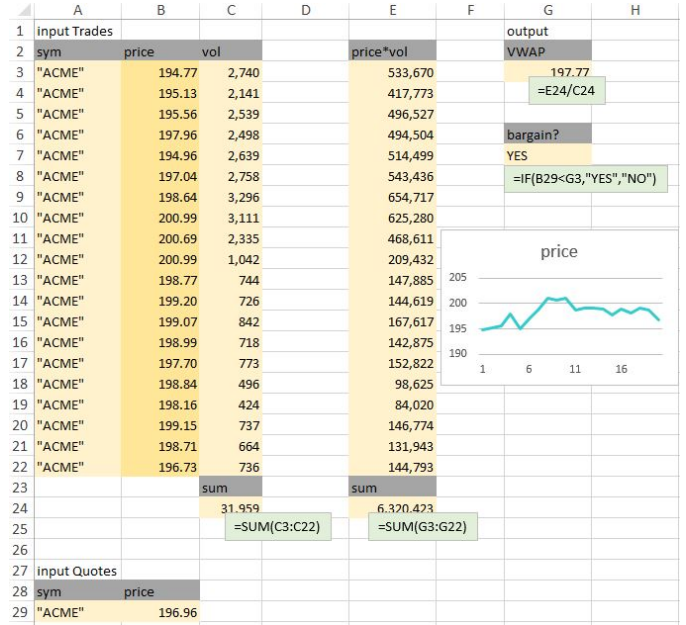 A B C D E F G H
1 input Trades output
2 sym price vol price*vol VWAP
3 "ACME" 194.77 2,740 533,670 197.77
4 "ACME" 195.13 2,141 417,773 =E24/C24
5 "ACME" 195.56 2,539 496,527
6 "ACME" 197.96 2,498 494,504 bargain?
7 "ACME" 194.96 2,639 514,499 YES
8 "ACME" 197.04 2,758 543,436 =IF(B29<G3,"YES","NO")
9 "ACME" 198.64 3,296 654,717
10 "ACME" 200.99 3,111 625,280
11 "ACME" 200.69 2,335 468,611
12 "ACME" 200.99 1,042 209,432
13 "ACME" 198.77 744 147,885
14 "ACME" 199.20 726 144,619
15 "ACME" 199.07 842 167,617
16 "ACME" 198.99 718 142,875
17 "ACME" 197.70 773 152,822
18 "ACME" 198.84 496 98,625
19 "ACME" 198.16 424 84,020
20 "ACME" 199.15 737 146,774
21 "ACME" 198.71 664 131,943
22 "ACME" 196.73 736 144,793
23 sum sum
24 31,959 6,320,423
25 =SUM(C3:C22) =SUM(G3:G22)
26
27 input Quotes
28 sym price
29 "ACME" 196.96
price
205
200
195
190
1 6 11 16